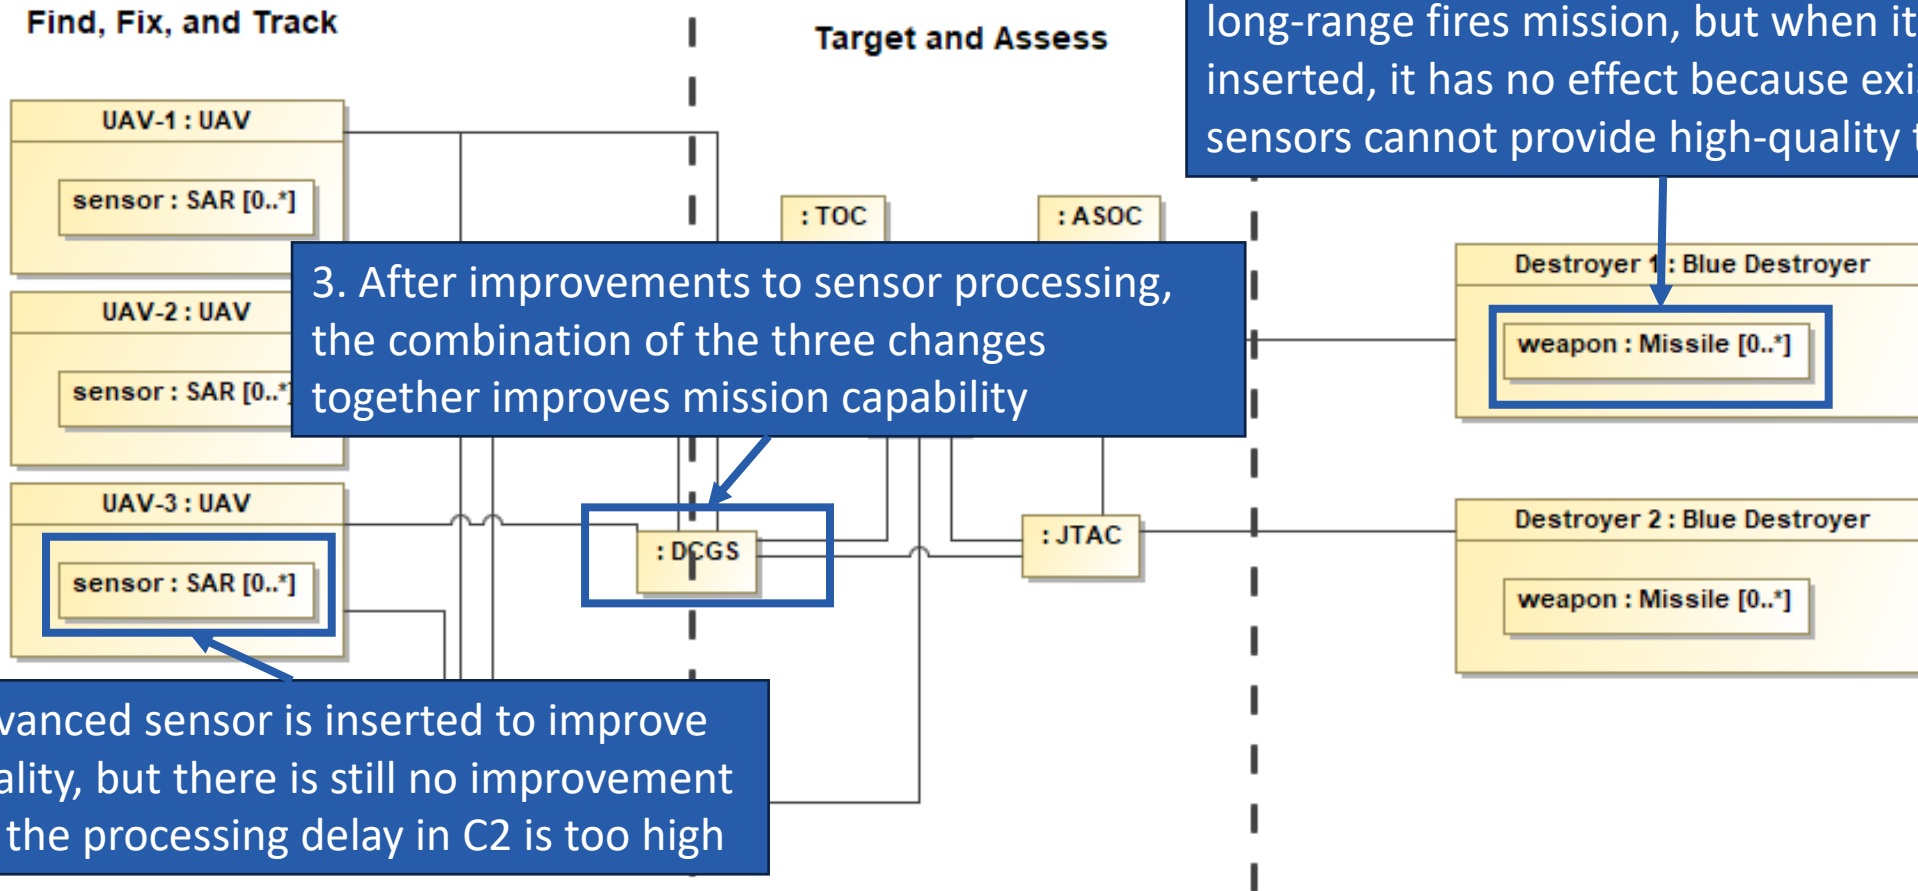 Find, Fix, and Track
Target and Assess
long-range fires mission, but when it
inserted, it has no effect because
sensors cannot provide high-quality
UAV-1 : UAV
sensor : SAR [0..*]
: TOC
: ASOC
UAV-2 : UAV
sensor : SAR [0..*]
3. After improvements to sensor processing,
the combination of the three changes
together improves mission capability
Destroyer 1 : Blue Destroyer
weapon : Missile [0..*]
UAV-3 : UAV
sensor : SAR [0..*]
: DCGS
: JTAC
Destroyer 2 : Blue Destroyer
weapon : Missile [0..*]
sensor is inserted to improve
but there is still no improvement
the processing delay in C2 is too high